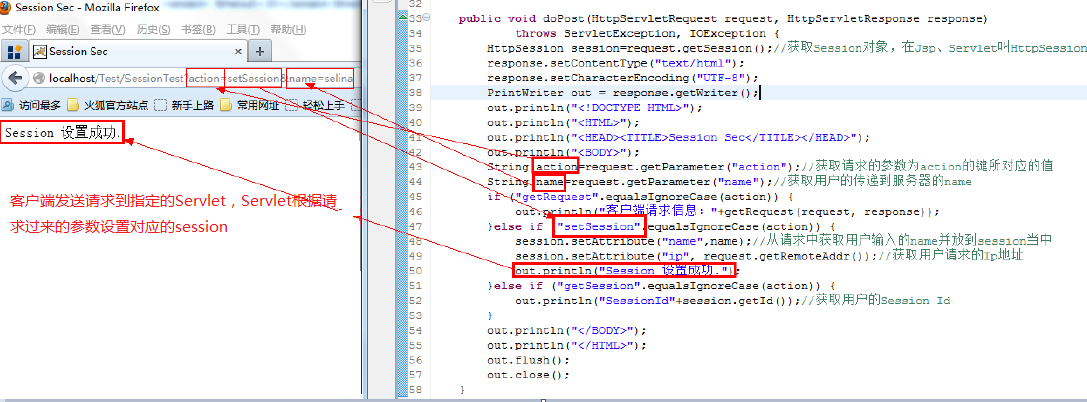 Session Sec - Mozilla Firefox
文件(F) 编辑(E) 查看(V) 历史(S) 书签(B) 工具(T) 帮助(H)
Session Sec × +
localhost/Test/SessionTest?action=setSession&name=selina
访问最多 火狐官方站点 新手上路 常用网址 轻松上手
Session 设置成功.
客户端发送请求到指定的Servlet，Servlet根据请
求过来的参数设置对应的session
32
33 public void doPost(HttpServletRequest request, HttpServletResponse response)
34 throws ServletException, IOException {
35 HttpSession session=request.getSession();//获取Session对象，在Jsp、Servlet叫HttpSession
36 response.setContentType("text/html");
37 response.setCharacterEncoding("UTF-8");
38 PrintWriter out = response.getWriter();
39 out.println("<!DOCTYPE HTML>");
40 out.println("<HTML>");
41 out.println("<HEAD><TITLE>Session Sec</TITLE></HEAD>");
42 out.println("<BODY>");
43 String action=request.getParameter("action");//获取请求的参数为action的键所对应的值
44 String name=request.getParameter("name");//获取用户的传递到服务器的name
45 if ("getRequest".equalsIgnoreCase(action)) {
46 out.println("客户端请求信息："+getRequest(request, response));
47 }else if ("setSession".equalsIgnoreCase(action)) {
48 session.setAttribute("name",name);//从请求中获取用户输入的name并放到session当中
49 session.setAttribute("ip", request.getRemoteAddr());//获取用户请求的Ip地址
50 out.println("Session 设置成功.");
51 }else if ("getSession".equalsIgnoreCase(action)) {
52 out.println("SessionId"+session.getId());//获取用户的Session Id
53 }
54 out.println("</BODY>");
55 out.println("</HTML>");
56 out.flush();
57 out.close();
58 }